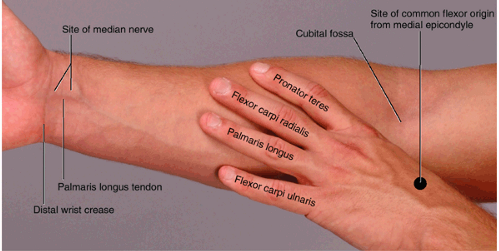 Site of median nerve
Site of common flexor origin
from medial epicondyle
Cubital fossa
Pronator teres
Flexor carpi radialis
Palmaris longus
Flexor carpi ulnaris
Palmaris longus tendon
Distal wrist crease